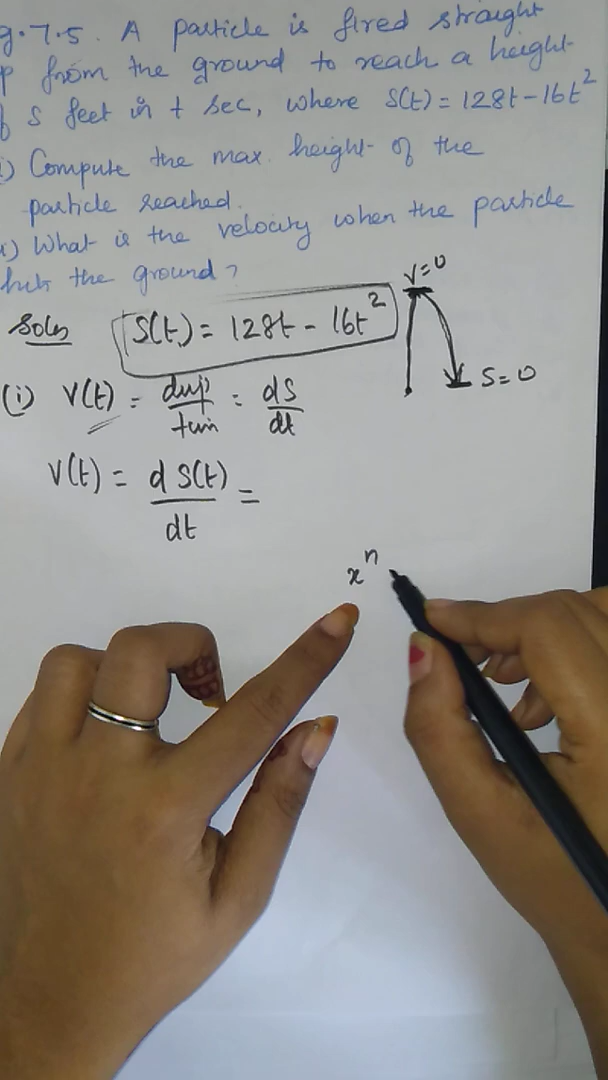 g.7.5. A particle is fired straight
p from the ground to reach a height
f s feet in t sec, where s(t) = 128t - 16t²
i) Compute the max. height of the
particle reached.
i) What is the velocity when the particle
hits the ground?
v=0
Soln S(t) = 128t - 16t²
S=0
(i) V(t) = disp/time = ds/dt
V(t) = d S(t)/dt =
xⁿ